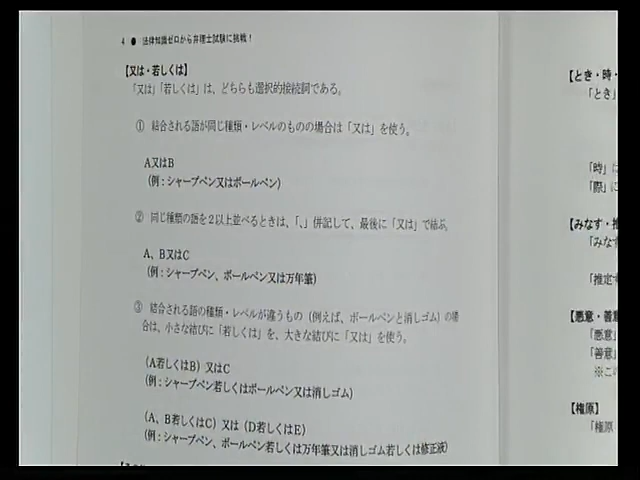 4 ● 法律知識ゼロから弁理士試験に挑戦！
【又は・若しくは】
「又は」「若しくは」は、どちらも選択的接続詞である。
① 結合される語が同じ種類・レベルのものの場合は「又は」を使う。
A又はB
（例：シャープペン又はボールペン）
② 同じ種類の語を２以上並べるときは、「、」併記して、最後に「又は」で結ぶ。
A、B又はC
（例：シャープペン、ボールペン又は万年筆）
③ 結合される語の種類・レベルが違うもの（例えば、ボールペンと消しゴム）の場
合は、小さな結びに「若しくは」を、大きな結びに「又は」を使う。
（A若しくはB）又はC
（例：シャープペン若しくはボールペン又は消しゴム）
（A、B若しくはC）又は（D若しくはE）
（例：シャープペン、ボールペン若しくは万年筆又は消しゴム若しくは修正液）
【とき・時・
「とき」
「時」に
「際」に
【みなす・推
「みなす
「推定す
【悪意・善意
「悪意」
「善意」
※この
【権原】
「権原